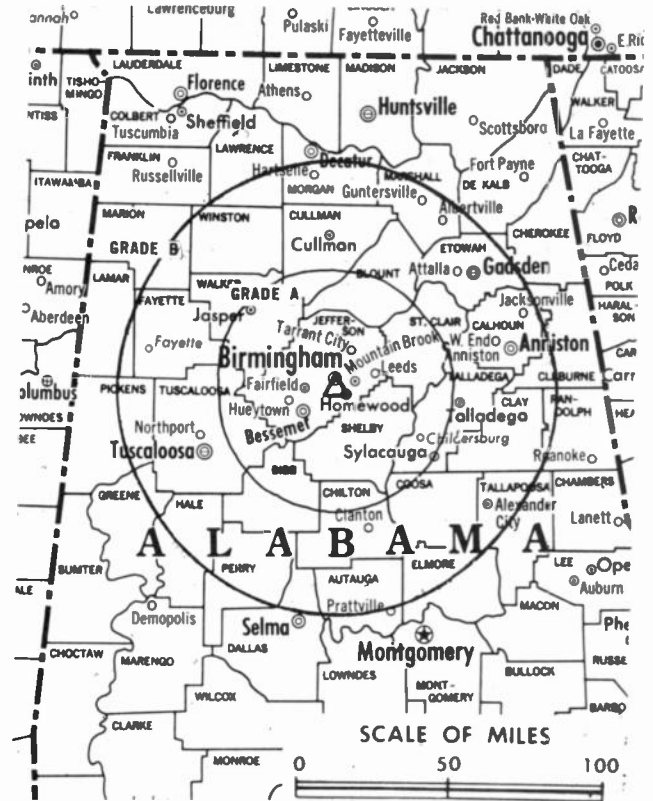 Lawrenceburg
Pulaski
Fayetteville
Red Bank-White Oak
Chattanooga
LAUDERDALE
LIMESTONE
MADISON
JACKSON
DADE
CATOOSA
TISHO-
MINGO
Florence
Athens
Huntsville
WALKER
COLBERT
Sheffield
Tuscumbia
Scottsboro
La Fayette
LAWRENCE
FRANKLIN
Decatur
Fort Payne
CHAT-
TOOGA
Russellville
Hartselle
MARSHALL
ITAWAMBA
MORGAN
Guntersville
DE KALB
Albertville
MARION
WINSTON
CULLMAN
CHEROKEE
FLOYD
Cullman
ETOWAH
GRADE B
Attalla
Gadsden
LAMAR
WALKER
BLOUNT
POLK
Amory
FAYETTE
GRADE A
Jacksonville
HARAL-
SON
Aberdeen
Jasper
JEFFER-
SON
ST. CLAIR
CALHOUN
Tarrant City
Mountain Brook
W. End
Anniston
Anniston
Fayette
Birmingham
Leeds
TALLADEGA
CLEBURNE
PICKENS
TUSCALOOSA
Fairfield
Homewood
CLAY
RAN-
DOLPH
Hueytown
Talladega
Bessemer
SHELBY
Northport
Childersburg
Tuscaloosa
Sylacauga
Roanoke
BIBB
COOSA
TALLAPOOSA
CHAMBERS
GREENE
HALE
CHILTON
Alexander
City
Clanton
Lanett
A L A B A M A
SUMTER
PERRY
ELMORE
LEE
AUTAUGA
Auburn
Demopolis
Prattville
MACON
Selma
CHOCTAW
MARENGO
DALLAS
Montgomery
LOWNDES
BULLOCK
MONT-
GOMERY
WILCOX
CLARKE
MONROE
SCALE OF MILES
0 50 100